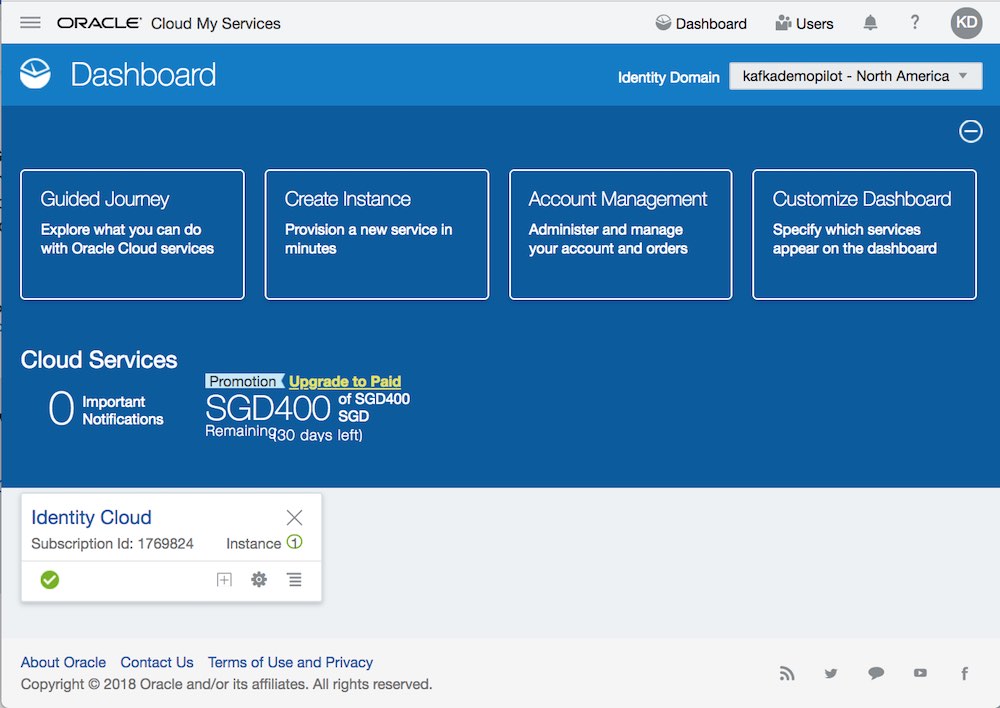 ORACLE Cloud My Services
Dashboard
Users
?
KD
Dashboard
Identity Domain
kafkademopilot - North America
Guided Journey
Explore what you can do
with Oracle Cloud services
Create Instance
Provision a new service in
minutes
Account Management
Administer and manage
your account and orders
Customize Dashboard
Specify which services
appear on the dashboard
Cloud Services
0 Important
Notifications
Promotion Upgrade to Paid
SGD400 of SGD400
SGD
Remaining(30 days left)
Identity Cloud
Subscription Id: 1769824 Instance 1
About Oracle Contact Us Terms of Use and Privacy
Copyright © 2018 Oracle and/or its affiliates. All rights reserved.